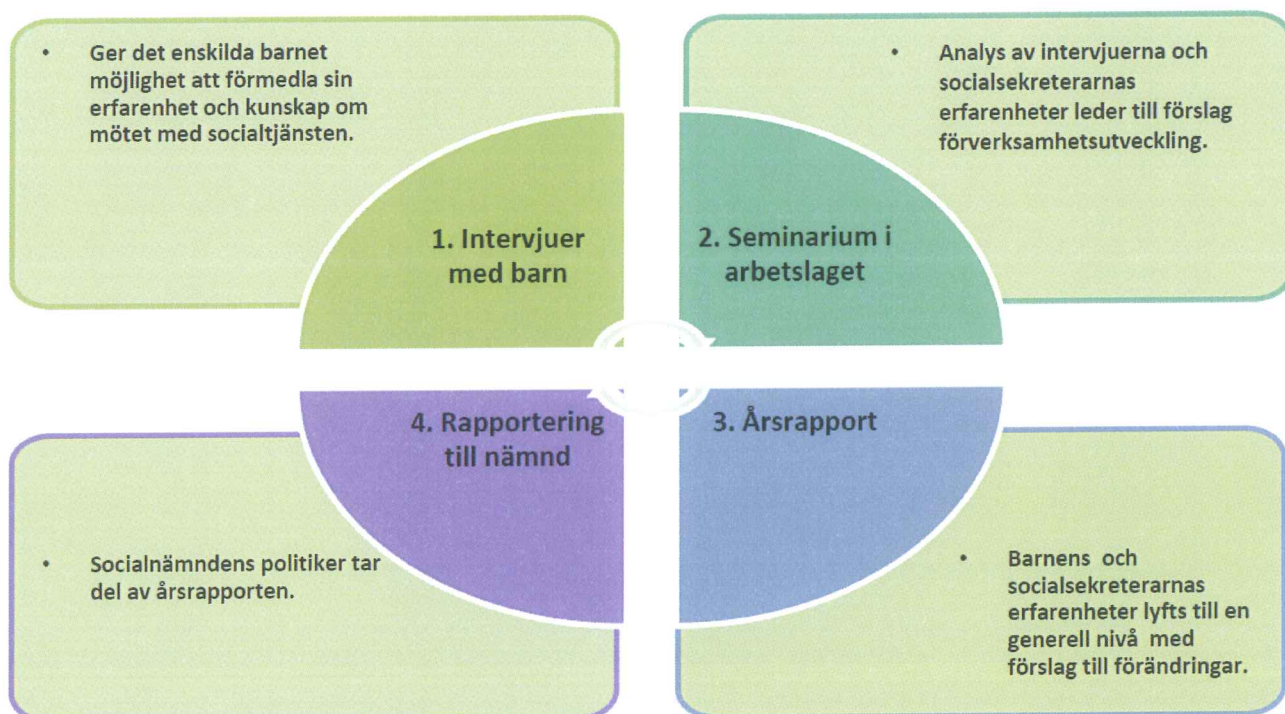 • Ger det enskilda barnet
möjlighet att förmedla sin
erfarenhet och kunskap om
mötet med socialtjänsten.
1. Intervjuer
med barn
• Analys av intervjuerna och
socialsekreterarnas
erfarenheter leder till förslag
förverksamhetsutveckling.
2. Seminarium i
arbetslaget
4. Rapportering
till nämnd
• Socialnämndens politiker tar
del av årsrapporten.
3. Årsrapport
• Barnens och
socialsekreterarnas
erfarenheter lyfts till en
generell nivå med
förslag till förändringar.